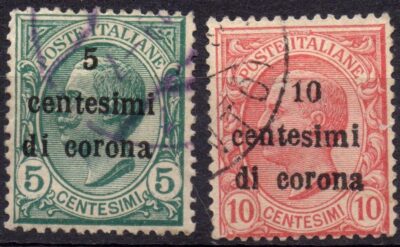 POSTE ITALIANE
5
centesimi
di corona
5 CENTESIMI 5
POSTE ITALIANE
10
centesimi
di corona
10 CENTESIMI 10